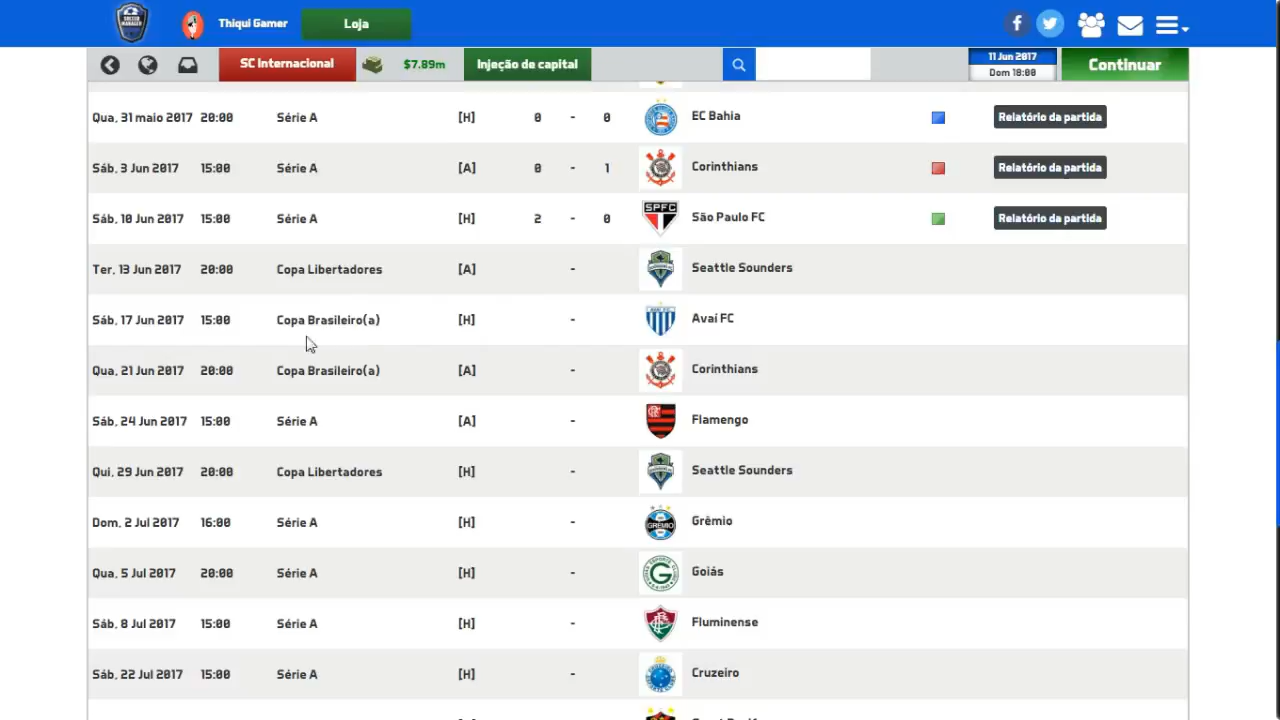 Thiqui Gamer Loja
SC Internacional $7.89m Injeção de capital 11 Jun 2017 Dom 18:00 Continuar
Qua, 31 maio 2017 20:00 Série A [H] 0 - 0 EC Bahia Relatório da partida
Sáb, 3 Jun 2017 15:00 Série A [A] 0 - 1 Corinthians Relatório da partida
Sáb, 10 Jun 2017 15:00 Série A [H] 2 - 0 SPFC São Paulo FC Relatório da partida
Ter, 13 Jun 2017 20:00 Copa Libertadores [A] - Seattle Sounders
Sáb, 17 Jun 2017 15:00 Copa Brasileiro(a) [H] - Avaí FC
Qua, 21 Jun 2017 20:00 Copa Brasileiro(a) [A] - Corinthians
Sáb, 24 Jun 2017 15:00 Série A [A] - Flamengo
Qui, 29 Jun 2017 20:00 Copa Libertadores [H] - Seattle Sounders
Dom, 2 Jul 2017 16:00 Série A [H] - GRÊMIO Grêmio
Qua, 5 Jul 2017 20:00 Série A [H] - Goiás
Sáb, 8 Jul 2017 15:00 Série A [H] - Fluminense
Sáb, 22 Jul 2017 15:00 Série A [H] - Cruzeiro